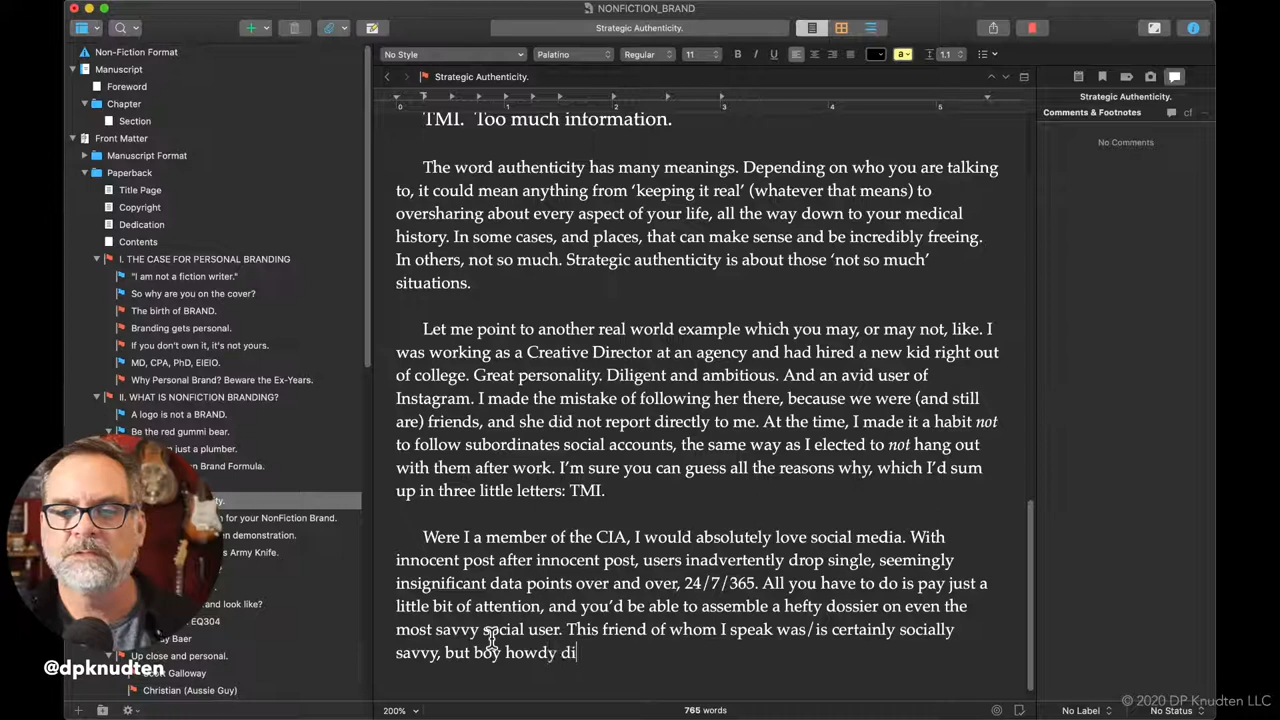 NONFICTION_BRAND
Strategic Authenticity.
No Style
Palatino
Regular
11
B
I
U
a
1.1
Non-Fiction Format
Manuscript
Foreword
Chapter
Section
Front Matter
Manuscript Format
Paperback
Title Page
Copyright
Dedication
Contents
I. THE CASE FOR PERSONAL BRANDING
"I am not a fiction writer."
So why are you on the cover?
The birth of BRAND.
Branding gets personal.
If you don't own it, it's not yours.
MD, CPA, PhD, EIEIO.
Why Personal Brand? Beware the Ex-Years.
II. WHAT IS NONFICTION BRANDING?
A logo is not a BRAND.
Be the red gummi bear.
just a plumber.
Brand Formula.
for your NonFiction Brand.
demonstration.
Army Knife.
and look like?
EQ304
Baer
Up close and personal.
Galloway
Christian (Aussie Guy)
@dpknudten
Strategic Authenticity.
0 1 2 3 4 5
TMI. Too much information.
The word authenticity has many meanings. Depending on who you are talking
to, it could mean anything from ‘keeping it real’ (whatever that means) to
oversharing about every aspect of your life, all the way down to your medical
history. In some cases, and places, that can make sense and be incredibly freeing.
In others, not so much. Strategic authenticity is about those ‘not so much’
situations.
Let me point to another real world example which you may, or may not, like. I
was working as a Creative Director at an agency and had hired a new kid right out
of college. Great personality. Diligent and ambitious. And an avid user of
Instagram. I made the mistake of following her there, because we were (and still
are) friends, and she did not report directly to me. At the time, I made it a habit not
to follow subordinates social accounts, the same way as I elected to not hang out
with them after work. I’m sure you can guess all the reasons why, which I’d sum
up in three little letters: TMI.
Were I a member of the CIA, I would absolutely love social media. With
innocent post after innocent post, users inadvertently drop single, seemingly
insignificant data points over and over, 24/7/365. All you have to do is pay just a
little bit of attention, and you’d be able to assemble a hefty dossier on even the
most savvy social user. This friend of whom I speak was/is certainly socially
savvy, but boy howdy di
200%
765 words
Strategic Authenticity.
Comments & Footnotes
cf
No Comments
© 2020 DP Knudten LLC
No Label
No Status